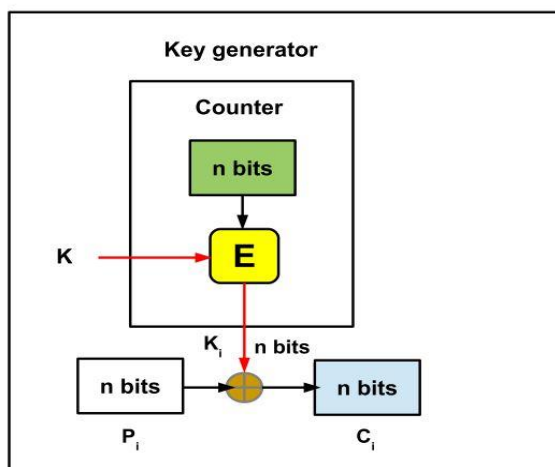 Key generator
Counter
n bits
K
E
Kᵢ n bits
n bits
n bits
Pᵢ
Cᵢ